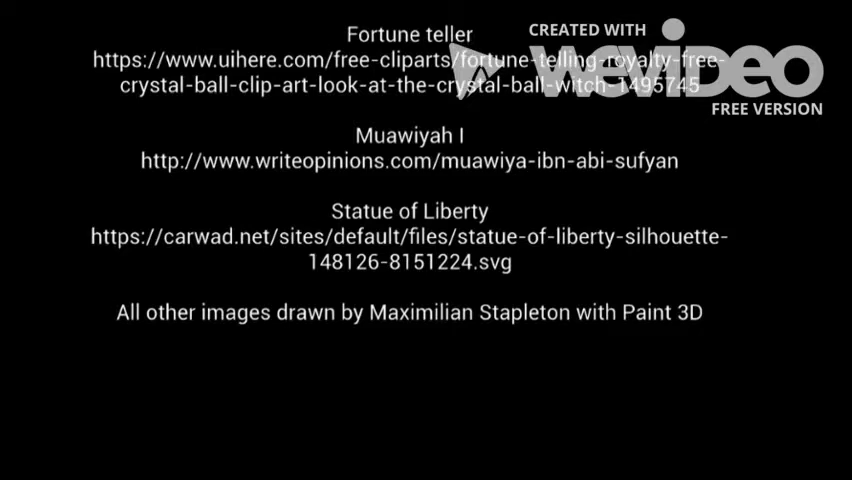 Fortune teller
https://www.uihere.com/free-cliparts/fortune-telling-royalty-free-
crystal-ball-clip-art-look-at-the-crystal-ball-witch-1495745
CREATED WITH
wevideo
FREE VERSION
Muawiyah I
http://www.writeopinions.com/muawiya-ibn-abi-sufyan
Statue of Liberty
https://carwad.net/sites/default/files/statue-of-liberty-silhouette-
148126-8151224.svg
All other images drawn by Maximilian Stapleton with Paint 3D